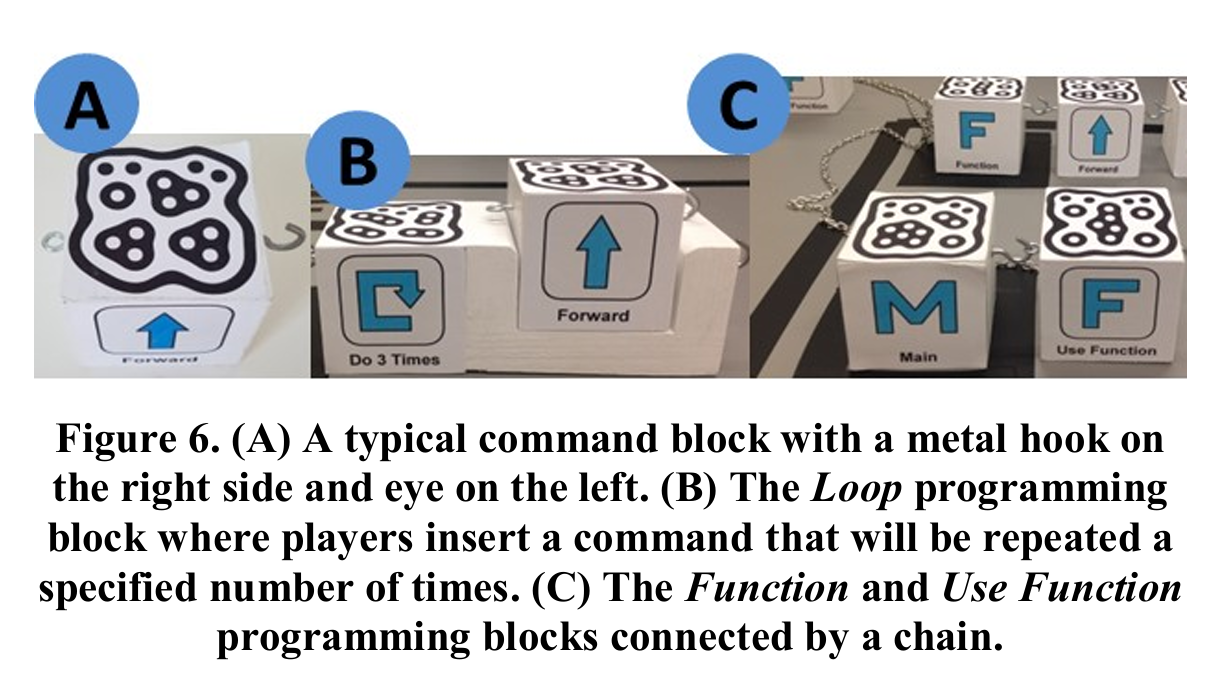 A
B
C
Forward
Do 3 Times
Forward
Function
F
Function
Forward
M
Main
F
Use Function
Figure 6. (A) A typical command block with a metal hook on
the right side and eye on the left. (B) The Loop programming
block where players insert a command that will be repeated a
specified number of times. (C) The Function and Use Function
programming blocks connected by a chain.